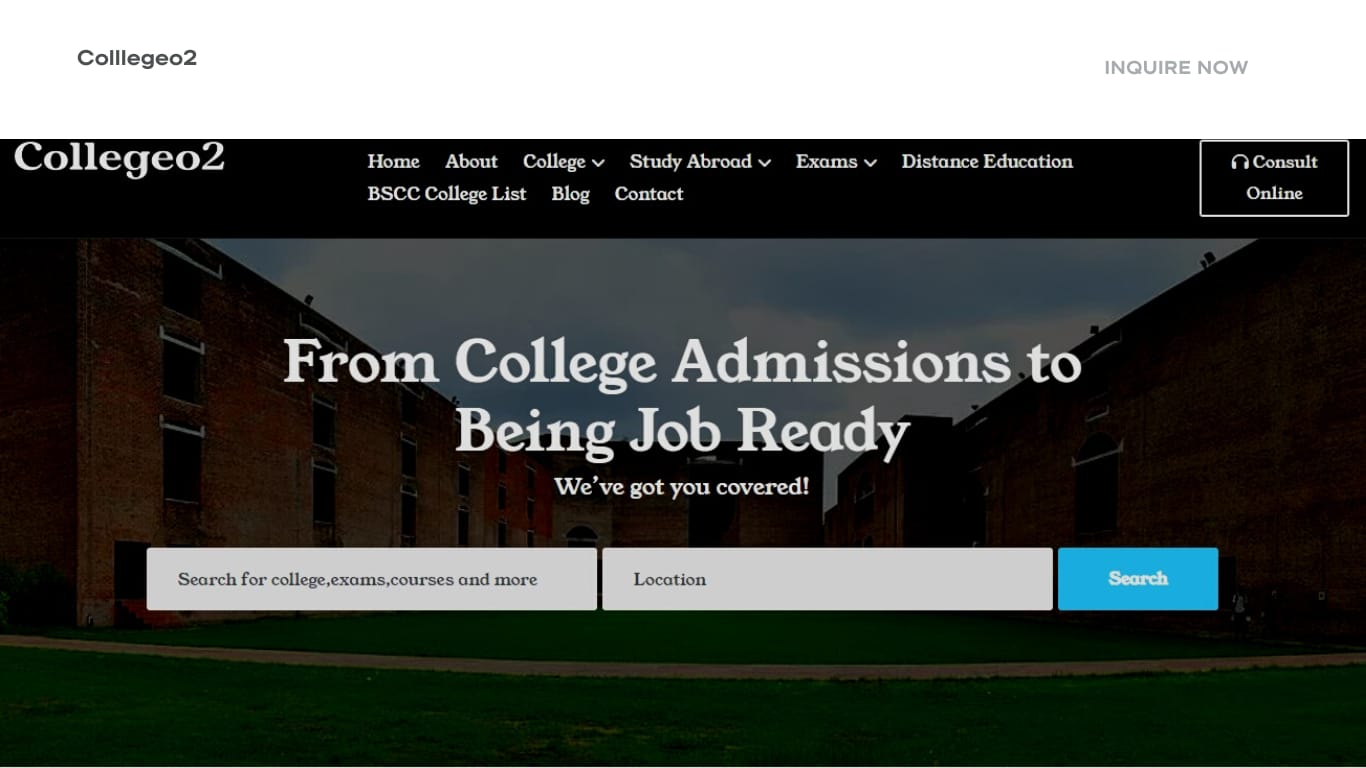 Colllegeo2
INQUIRE NOW
Collegeo2
Home About College Study Abroad Exams Distance Education
BSCC College List Blog Contact
Consult
Online
From College Admissions to
Being Job Ready
We've got you covered!
Search for college,exams,courses and more
Location
Search